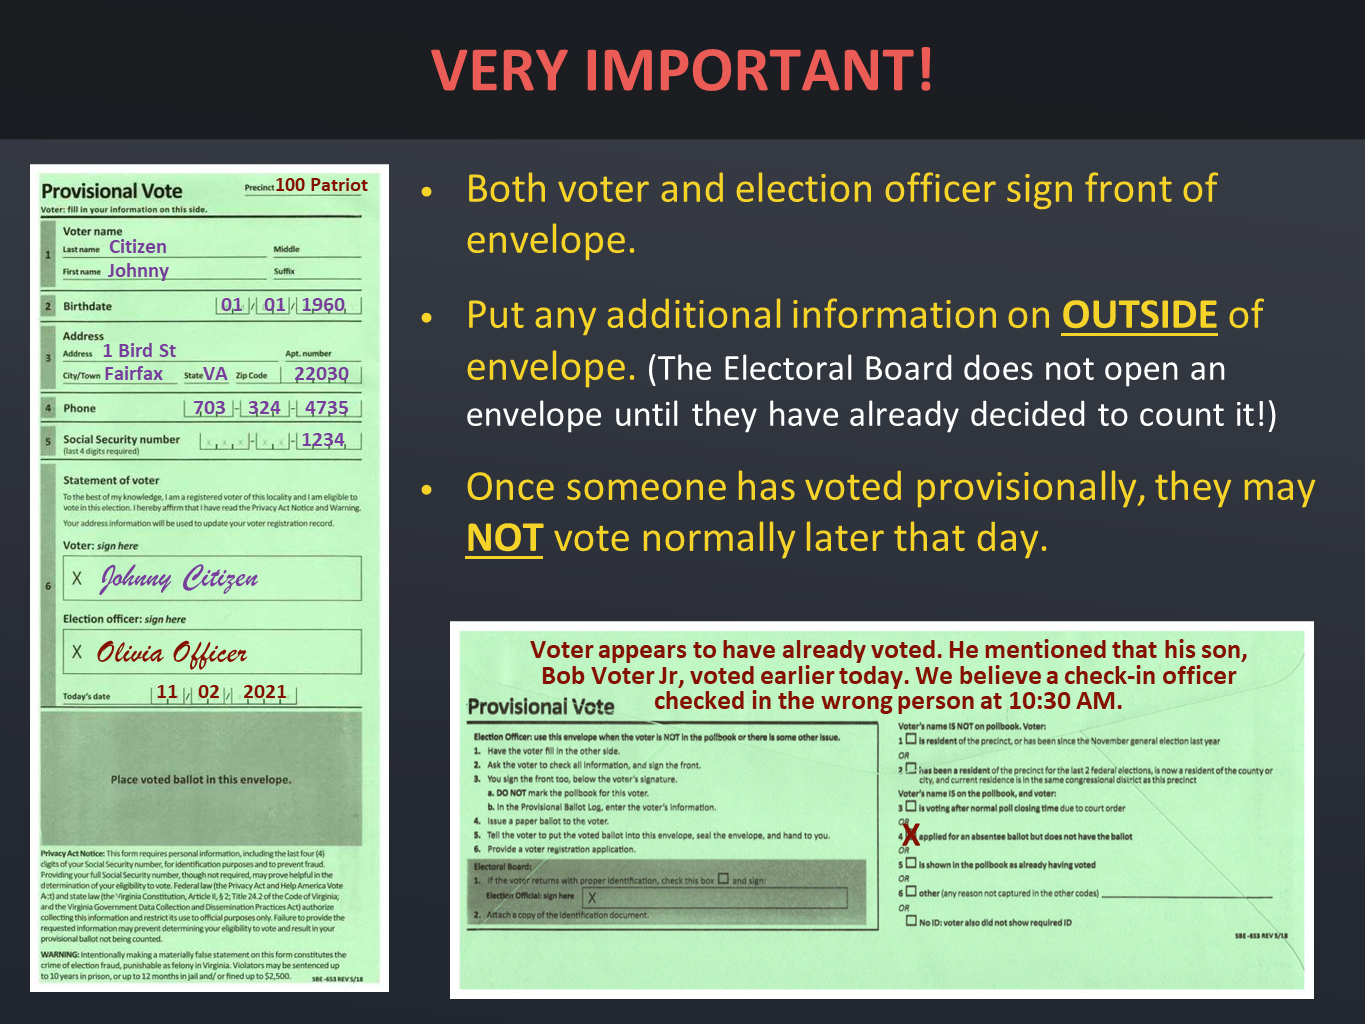 VERY IMPORTANT!
Provisional Vote
Precinct 100 Patriot
Voter: fill in your information on this side.
1
Voter name
Last name Citizen Middle
First name Johnny Suffix
2 Birthdate 01 / 01 / 1960
3
Address
Address 1 Bird St Apt. number
City/Town Fairfax State VA Zip Code 22030
4 Phone 703 - 324 - 4735
5 Social Security number x x x - x x - 1234
(last 4 digits required)
6
Statement of voter
To the best of my knowledge, I am a registered voter of this locality and I am eligible to
vote in this election. I hereby affirm that I have read the Privacy Act Notice and Warning.
Your address information will be used to update your voter registration record.
Voter: sign here
X Johnny Citizen
Election officer: sign here
X Olivia Officer
Today's date 11 / 02 / 2021
Place voted ballot in this envelope.
Privacy Act Notice: This form requires personal information, including the last four (4)
digits of your Social Security number, for identification purposes and to prevent fraud.
Providing your full Social Security number, though not required, may prove helpful in the
determination of your eligibility to vote. Federal law (the Privacy Act and Help America Vote
Act) and state law (the Virginia Constitution, Article II, § 2; Title 24.2 of the Code of Virginia;
and the Virginia Government Data Collection and Dissemination Practices Act) authorize
collecting this information and restrict its use to official purposes only. Failure to provide the
requested information may prevent determining your eligibility to vote and result in your
provisional ballot not being counted.
WARNING: Intentionally making a materially false statement on this form constitutes the
crime of election fraud, punishable as felony in Virginia. Violators may be sentenced up
to 10 years in prison, or up to 12 months in jail and/ or fined up to $2,500.
SBE -653 REV 5/18
• Both voter and election officer sign front of
envelope.
• Put any additional information on OUTSIDE of
envelope. (The Electoral Board does not open an
envelope until they have already decided to count it!)
• Once someone has voted provisionally, they may
NOT vote normally later that day.
Voter appears to have already voted. He mentioned that his son,
Bob Voter Jr, voted earlier today. We believe a check-in officer
checked in the wrong person at 10:30 AM.
Provisional Vote
Election Officer: use this envelope when the voter is NOT in the pollbook or there is some other issue.
1. Have the voter fill in the other side.
2. Ask the voter to check all information, and sign the front.
3. You sign the front too, below the voter's signature.
a. DO NOT mark the pollbook for this voter.
b. In the Provisional Ballot Log, enter the voter's information.
4. Issue a paper ballot to the voter.
5. Tell the voter to put the voted ballot into this envelope, seal the envelope, and hand to you.
6. Provide a voter registration application.
Electoral Board:
1. If the voter returns with proper identification, check this box and sign:
Election Official: sign here X
2. Attach a copy of the identification document.
Voter's name IS NOT on pollbook. Voter:
1 is resident of the precinct, or has been since the November general election last year
OR
2 has been a resident of the precinct for the last 2 federal elections, is now a resident of the county or
city, and current residence is in the same congressional district as this precinct
Voter's name IS on the pollbook, and voter:
3 is voting after normal poll closing time due to court order
OR
4 X applied for an absentee ballot but does not have the ballot
OR
5 is shown in the pollbook as already having voted
OR
6 other (any reason not captured in the other codes)
OR
No ID: voter also did not show required ID
SBE -653 REV 5/18